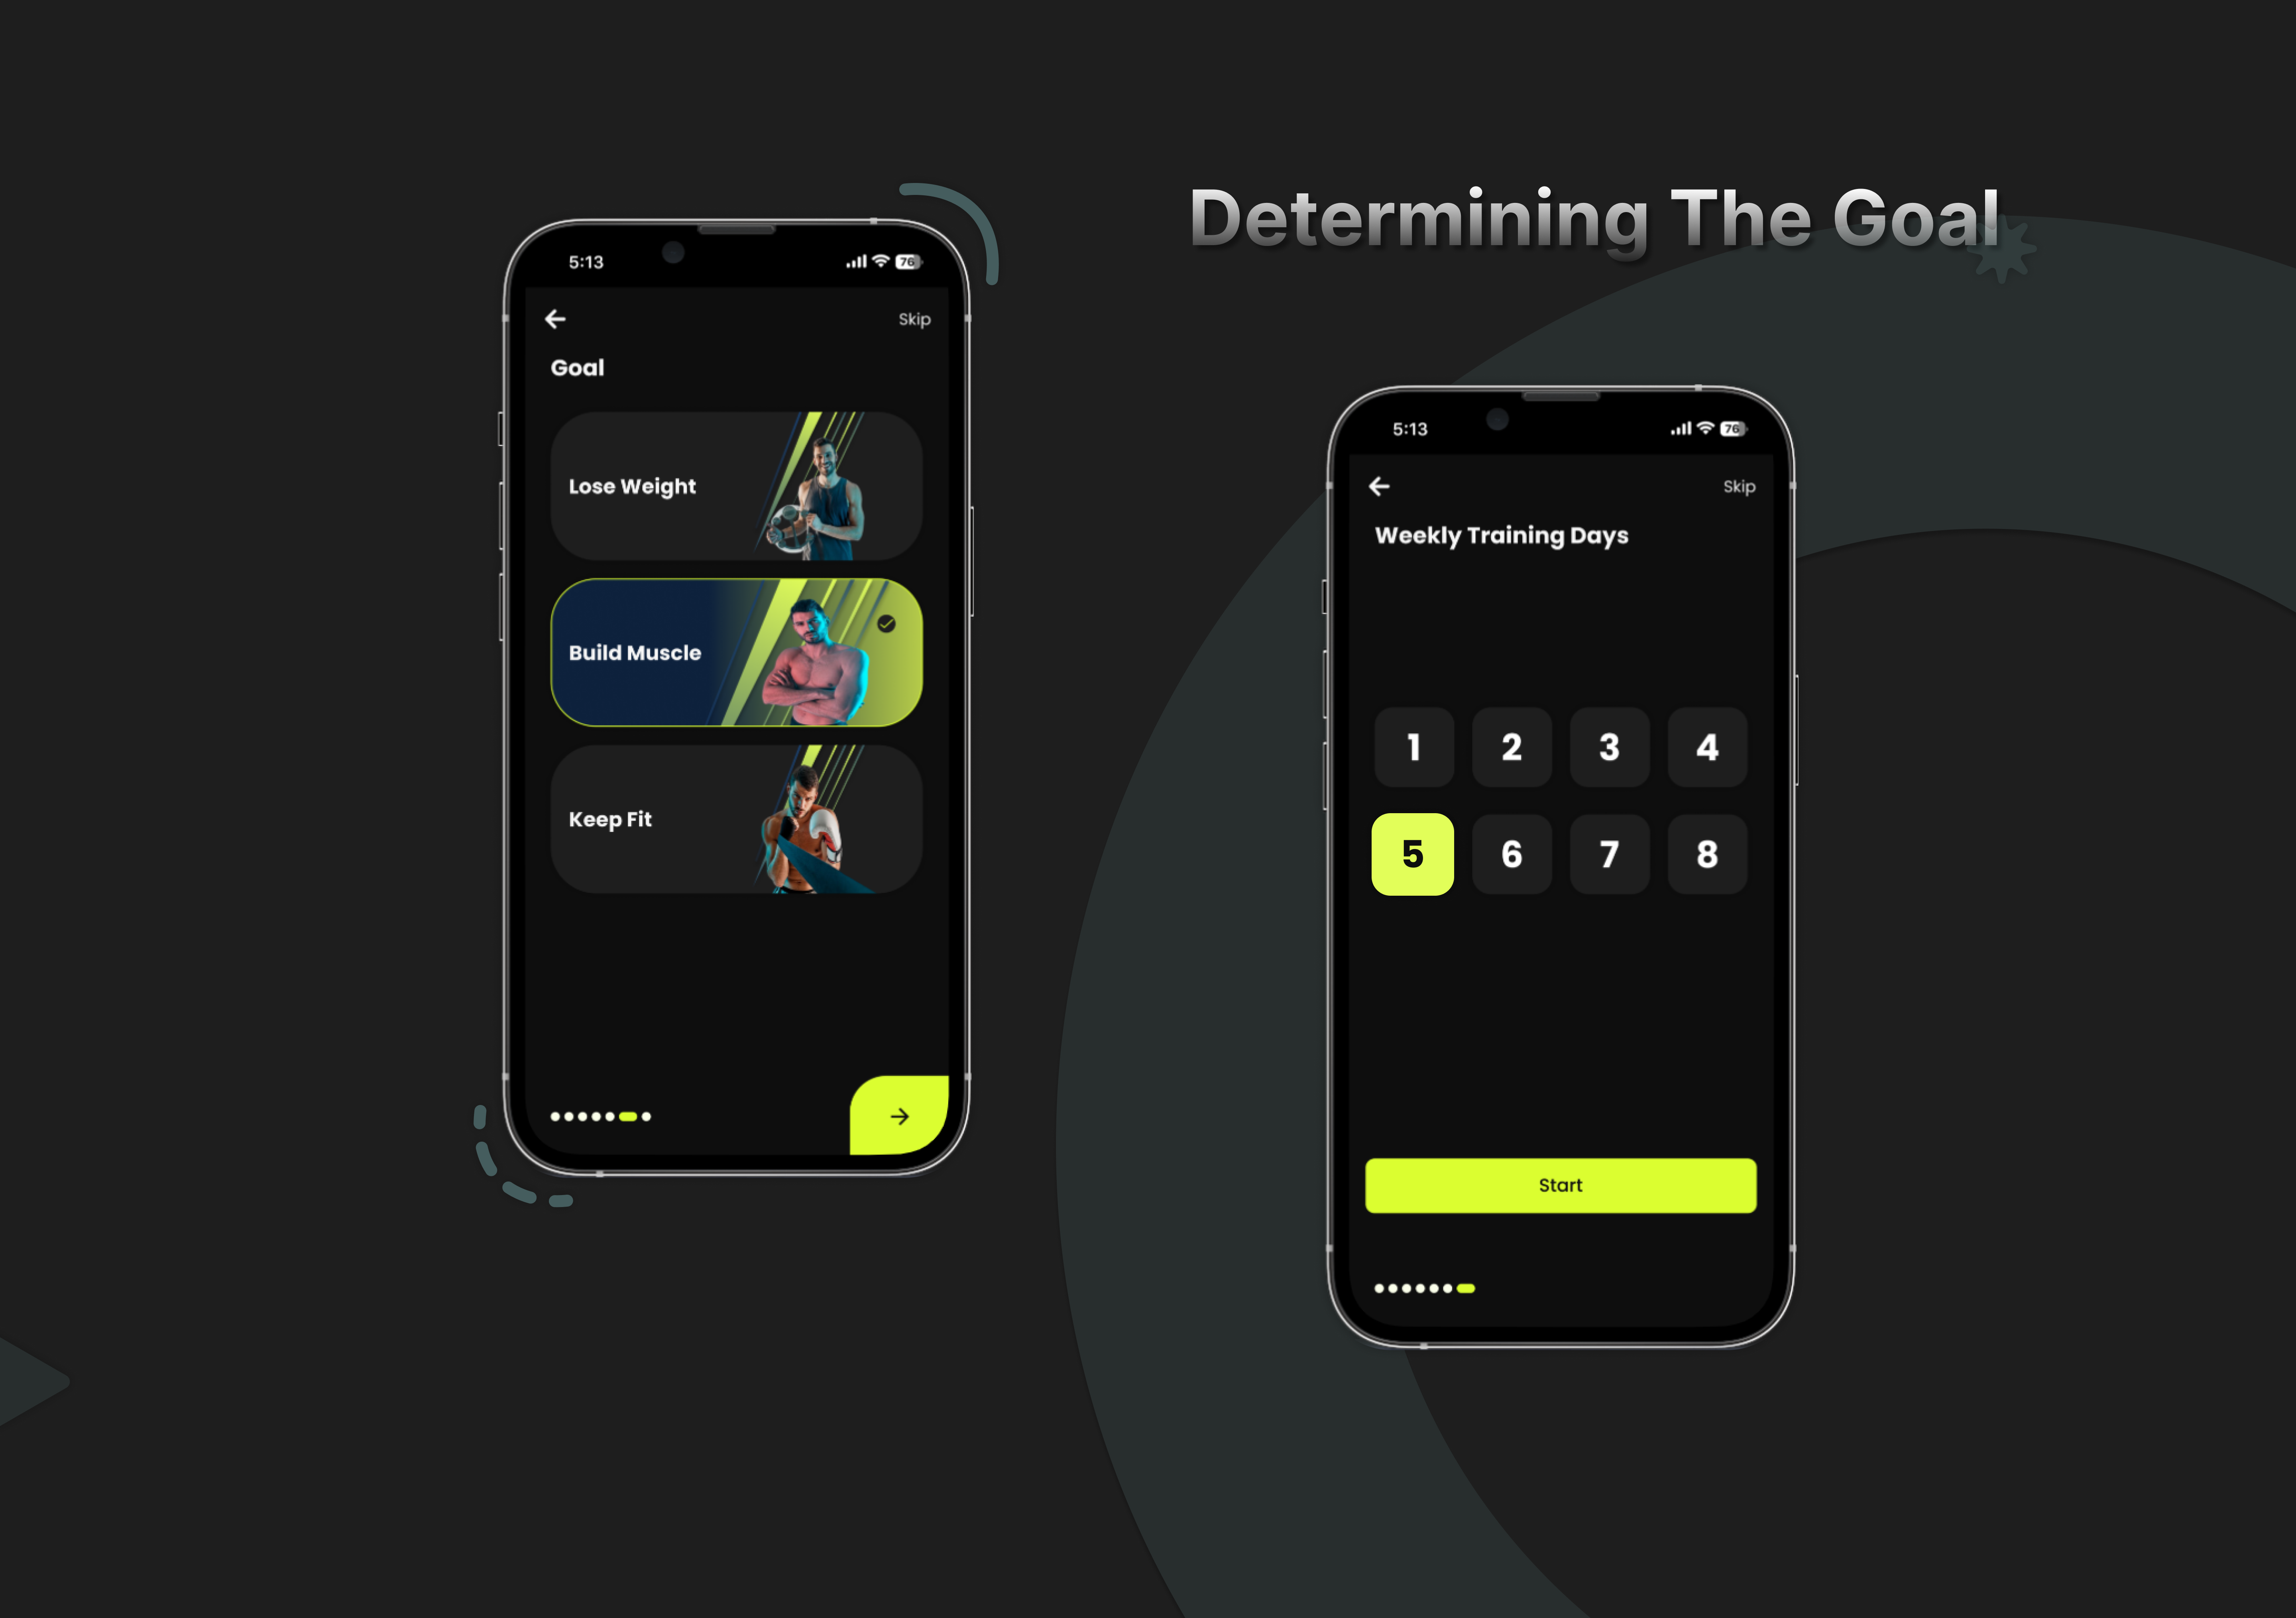 Determining The Goal
5:13
76
Skip
Goal
Lose Weight
Build Muscle
Keep Fit
5:13
76
Skip
Weekly Training Days
1 2 3 4
5 6 7 8
Start